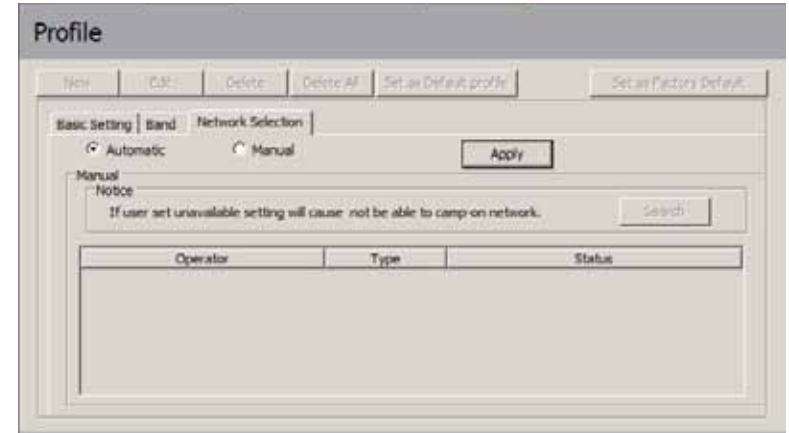 Profile
New Edit Delete Delete All Set as Default profile Set as Factory Default
Basic Setting Band Network Selection
Automatic Manual Apply
Manual
Notice
If user set unavailable setting will cause not be able to camp-on network. Search
Operator Type Status